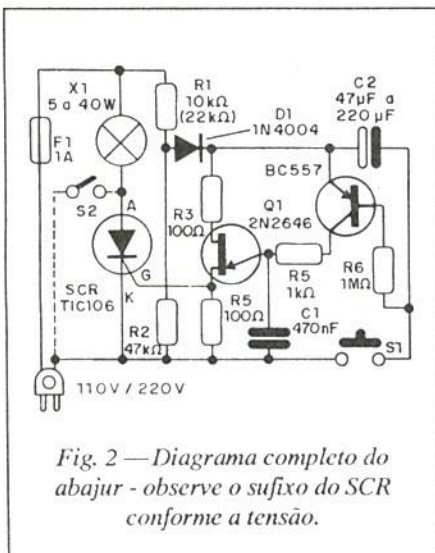 X1
5 a 40W
F1
1A
S2
A
G
K
SCR
TIC106
R1
10kΩ
(22kΩ)
D1
1N4004
C2
47µF a
220µF
BC557
R3
100Ω
Q1
2N2646
R5
1kΩ
R6
1MΩ
R2
47kΩ
R5
100Ω
C1
470nF
S1
110V / 220V
Fig. 2 — Diagrama completo do
abajur - observe o sufixo do SCR
conforme a tensão.